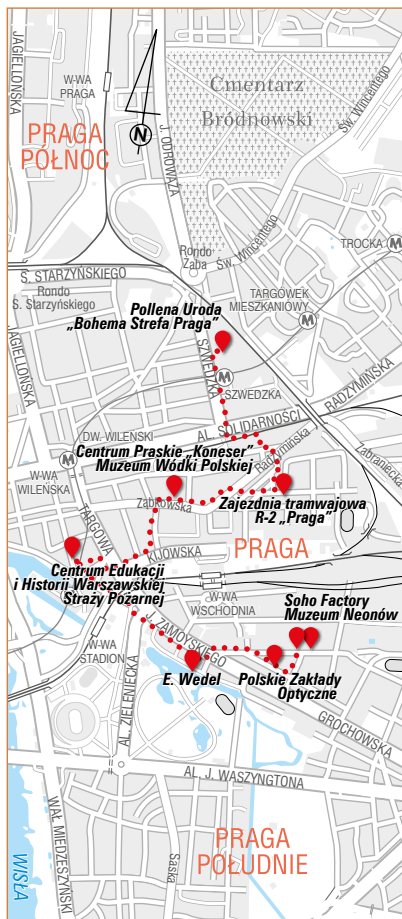 JAGIELLOŃSKA
W-WA
PRAGA
Cmentarz
Bródnowski
Św. Wincentego
PRAGA
PÓŁNOC
N
J. ODROWĄŻA
TROCKA
M
Rondo
Żaba
Św. Wincentego
S. STARZYŃSKIEGO
Rondo
S. Starzyńskiego
TARGÓWEK
MIESZKANIOWY
M
Pollena Uroda
„Bohema Strefa Praga”
JAGIELLOŃSKA
SZWEDZKA
M
SZWEDZKA
RADZYMIŃSKA
AL. SOLIDARNOŚCI
DW. WILEŃSKI
M
Centrum Praskie „Koneser”
Muzeum Wódki Polskiej
Radzymińska
Zabraniecka
W-WA
WILEŃSKA
Ząbkowska
Zajezdnia tramwajowa
R-2 „Praga”
TARGOWA
KIJOWSKA
PRAGA
Centrum Edukacji
i Historii Warszawskiej
Straży Pożarnej
W-WA
WSCHODNIA
Soho Factory
Muzeum Neonów
J. ZAMOYSKIEGO
W-WA
STADION
E. Wedel
Polskie Zakłady
Optyczne
AL. ZIELENIECKA
GROCHOWSKA
AL. J. WASZYNGTONA
WAŁ MIEDZESZYŃSKI
PRAGA
POŁUDNIE
Saska
WISŁA